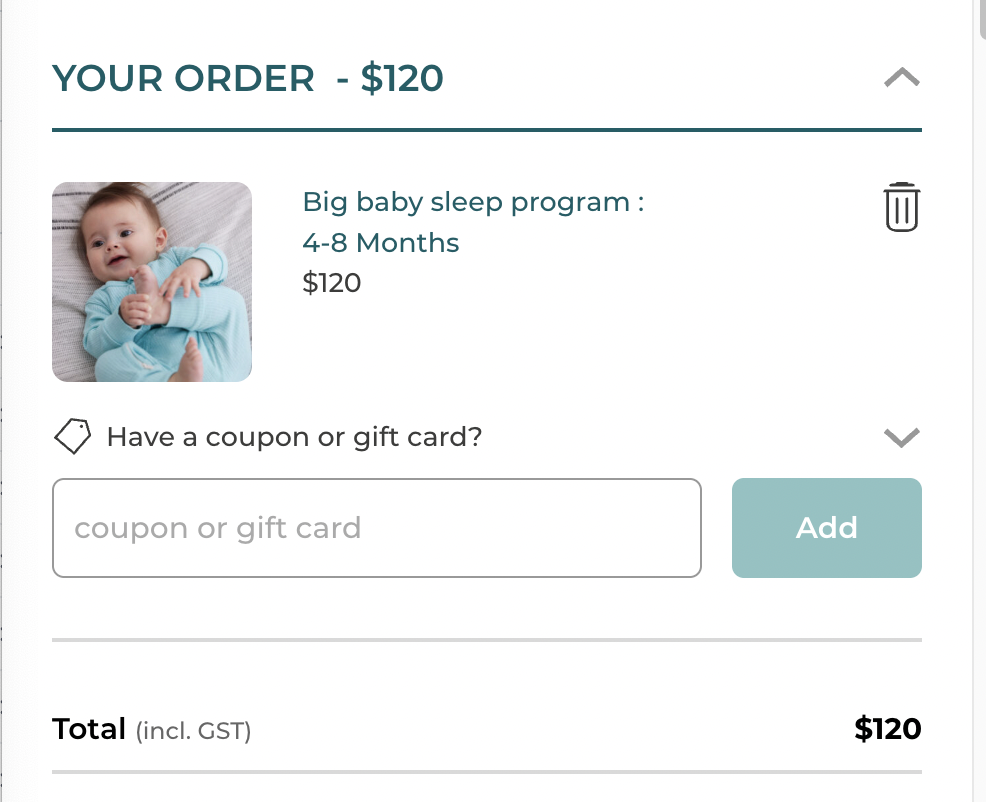 YOUR ORDER - $120
Big baby sleep program :
4-8 Months
$120
Have a coupon or gift card?
coupon or gift card
Add
Total (incl. GST)
$120